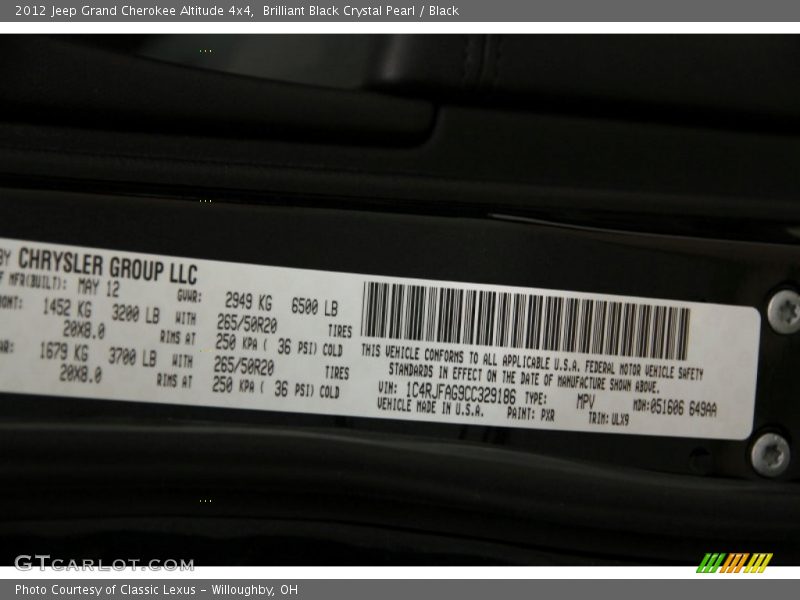 2012 Jeep Grand Cherokee Altitude 4x4,  Brilliant Black Crystal Pearl / Black
BY CHRYSLER GROUP LLC
F MFR(BUILT): MAY 12 GVWR: 2949 KG 6500 LB
1452 KG 3200 LB WITH 265/50R20 TIRES
20X8.0 RIMS AT 250 KPA ( 36 PSI) COLD
1679 KG 3700 LB WITH 265/50R20 TIRES
20X8.0 RIMS AT 250 KPA ( 36 PSI) COLD
THIS VEHICLE CONFORMS TO ALL APPLICABLE U.S.A. FEDERAL MOTOR VEHICLE SAFETY
STANDARDS IN EFFECT ON THE DATE OF MANUFACTURE SHOWN ABOVE.
VIN: 1C4RJFAG9CC329186 TYPE: MPV MDH:051606 649AA
VEHICLE MADE IN U.S.A. PAINT: PXR TRIM: ULX9
GTCARLOT.COM
Photo Courtesy of Classic Lexus - Willoughby, OH